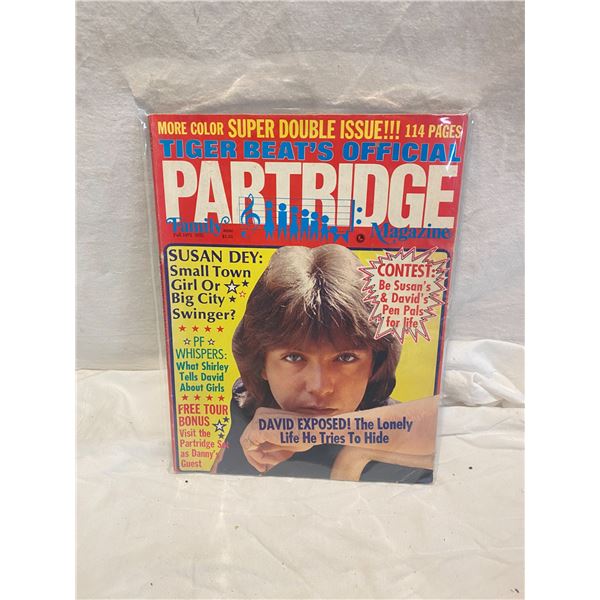 MORE COLOR SUPER DOUBLE ISSUE!!! 114 PAGES
TIGER BEAT'S OFFICIAL
PARTRIDGE
Family Magazine
SUSAN DEY:
Small Town
Girl Or
Big City
Swinger?
CONTEST:
Be Susan's
& David's
Pen Pals
for life
PF
WHISPERS:
What Shirley
Tells David
About Girls
FREE TOUR
BONUS
Visit the
Partridge Set
as Danny's
Guest
DAVID EXPOSED! The Lonely
Life He Tries To Hide